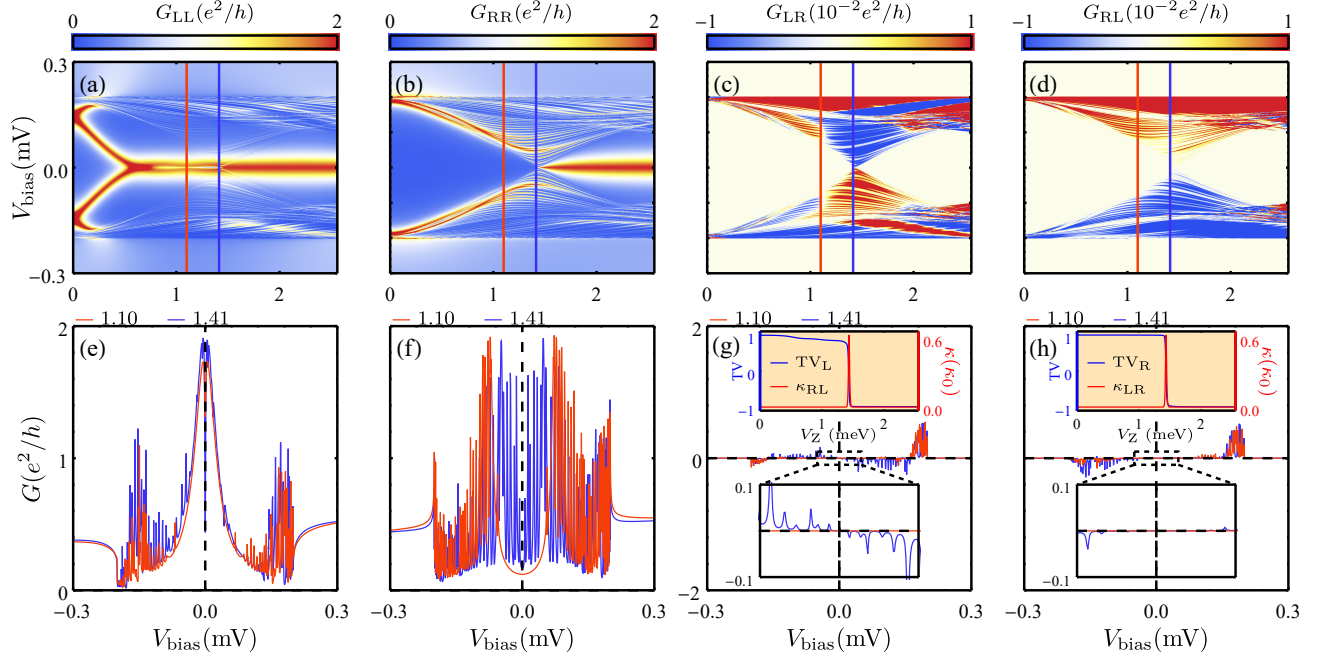 G_LL(e²/h) G_RR(e²/h) G_LR(10⁻²e²/h) G_RL(10⁻²e²/h)
0 2 0 2 −1 1 −1 1
V_bias(mV)
0.3
0.0
−0.3
(a) (b) (c) (d)
0 1 2 0 1 2 0 1 2 3 0 1 2
1.10 1.41 1.10 1.41 1.10 1.41 1.10 1.41
G(e²/h)
2
1
0
(e) (f) (g) (h)
2
0
−2
TV
1
0
−1
TV_L
κ_RL
0.6
0.0
κ(κ₀)
0 1 2
V_Z (meV)
0.1
−0.1
TV
1
0
−1
TV_R
κ_LR
0.6
0.0
κ(κ₀)
0 1 2
V_Z (meV)
0.1
−0.1
−0.3 0.0 0.3 −0.3 0.0 0.3 −0.3 0.0 0.3 −0.3 0.0 0.3
V_bias(mV) V_bias(mV) V_bias(mV) V_bias(mV)